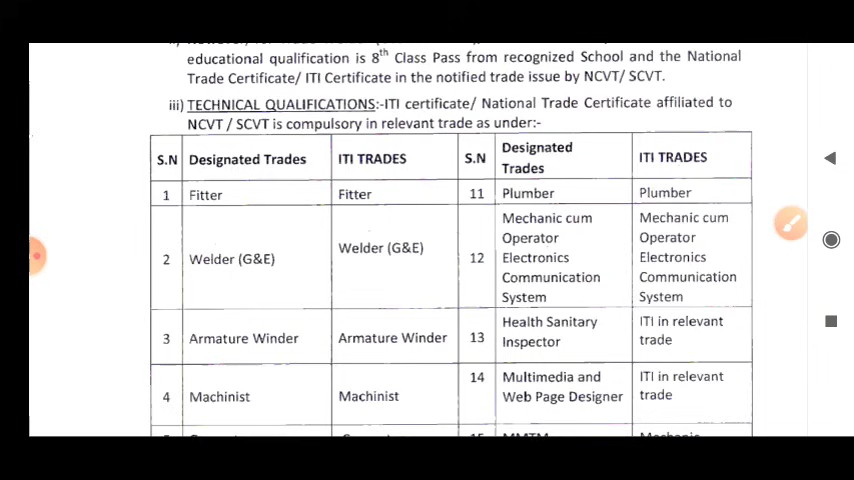 educational qualification is 8th Class Pass from recognized School and the National
Trade Certificate/ ITI Certificate in the notified trade issue by NCVT/ SCVT.
iii) TECHNICAL QUALIFICATIONS:-ITI certificate/ National Trade Certificate affiliated to
NCVT / SCVT is compulsory in relevant trade as under:-
S.N Designated Trades ITI TRADES S.N Designated Trades ITI TRADES
1 Fitter Fitter 11 Plumber Plumber
2 Welder (G&E) Welder (G&E) 12 Mechanic cum Operator Electronics Communication System Mechanic cum Operator Electronics Communication System
3 Armature Winder Armature Winder 13 Health Sanitary Inspector ITI in relevant trade
4 Machinist Machinist 14 Multimedia and Web Page Designer ITI in relevant trade